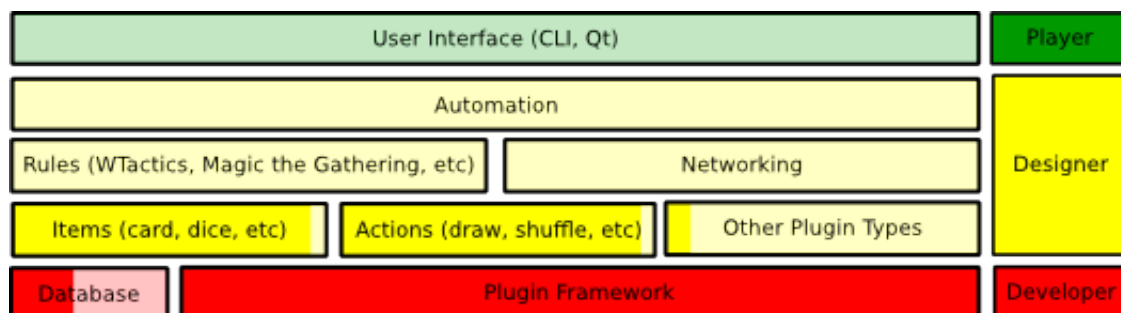 User Interface (CLI, Qt)
Player
Automation
Designer
Rules (WTactics, Magic the Gathering, etc)
Networking
Items (card, dice, etc)
Actions (draw, shuffle, etc)
Other Plugin Types
Database
Plugin Framework
Developer